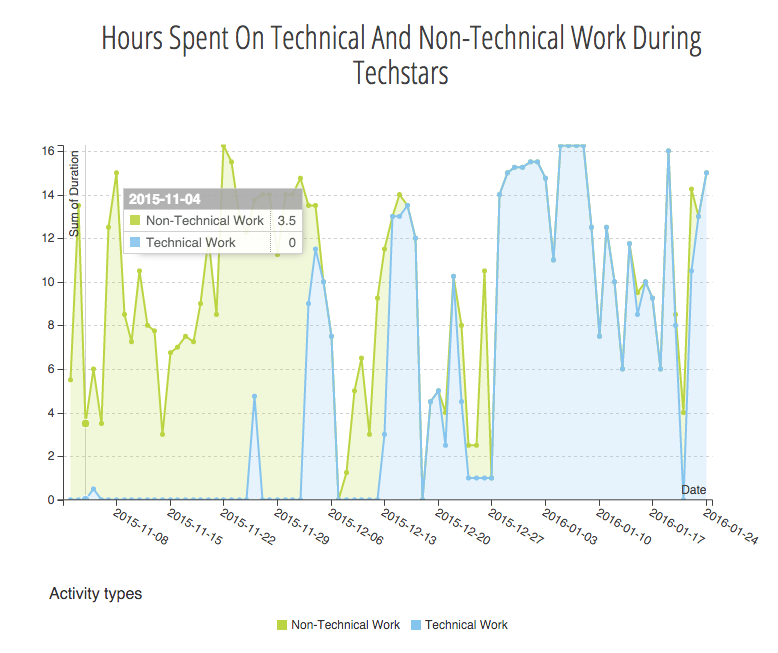 Hours Spent On Technical And Non-Technical Work During
Techstars
Sum of Duration
16
14
12
10
8
6
4
2
0
2015-11-04
Non-Technical Work 3.5
Technical Work 0
Date
2015-11-08
2015-11-15
2015-11-22
2015-11-29
2015-12-06
2015-12-13
2015-12-20
2015-12-27
2016-01-03
2016-01-10
2016-01-17
2016-01-24
Activity types
Non-Technical Work Technical Work